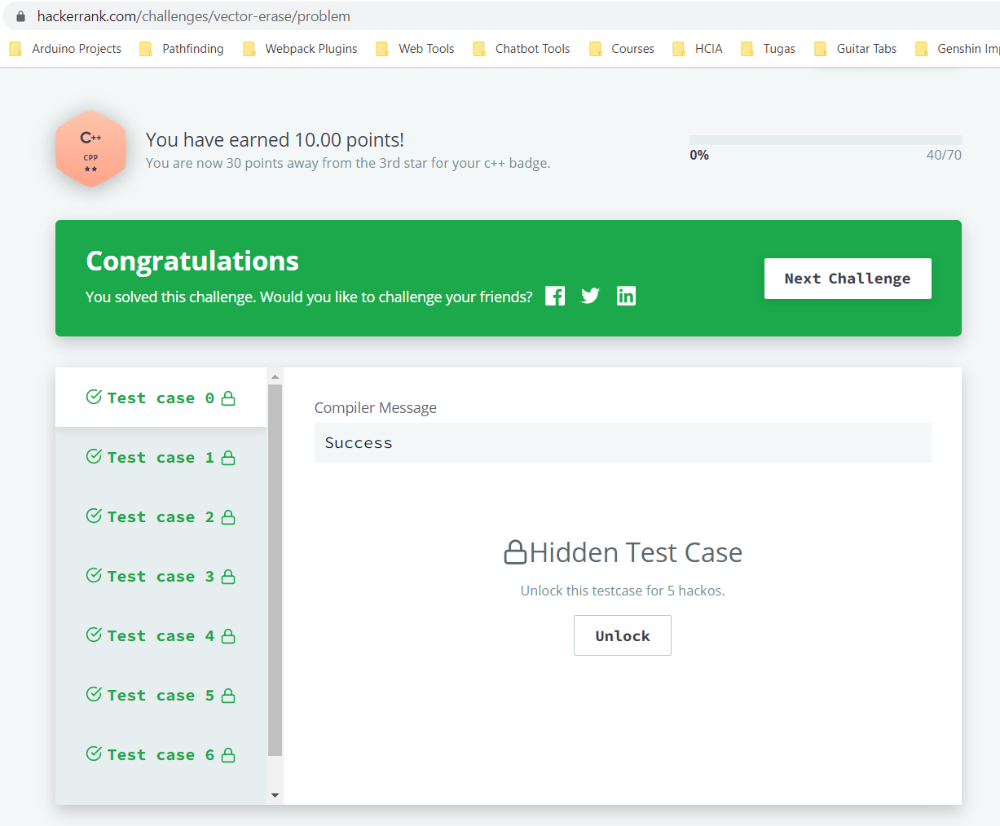 hackerrank.com/challenges/vector-erase/problem
Arduino Projects Pathfinding Webpack Plugins Web Tools Chatbot Tools Courses HCIA Tugas Guitar Tabs Genshin Imp
C++
CPP
★★
You have earned 10.00 points!
You are now 30 points away from the 3rd star for your c++ badge.
0% 40/70
Congratulations
You solved this challenge. Would you like to challenge your friends?
Next Challenge
Test case 0
Test case 1
Test case 2
Test case 3
Test case 4
Test case 5
Test case 6
Compiler Message
Success
Hidden Test Case
Unlock this testcase for 5 hackos.
Unlock